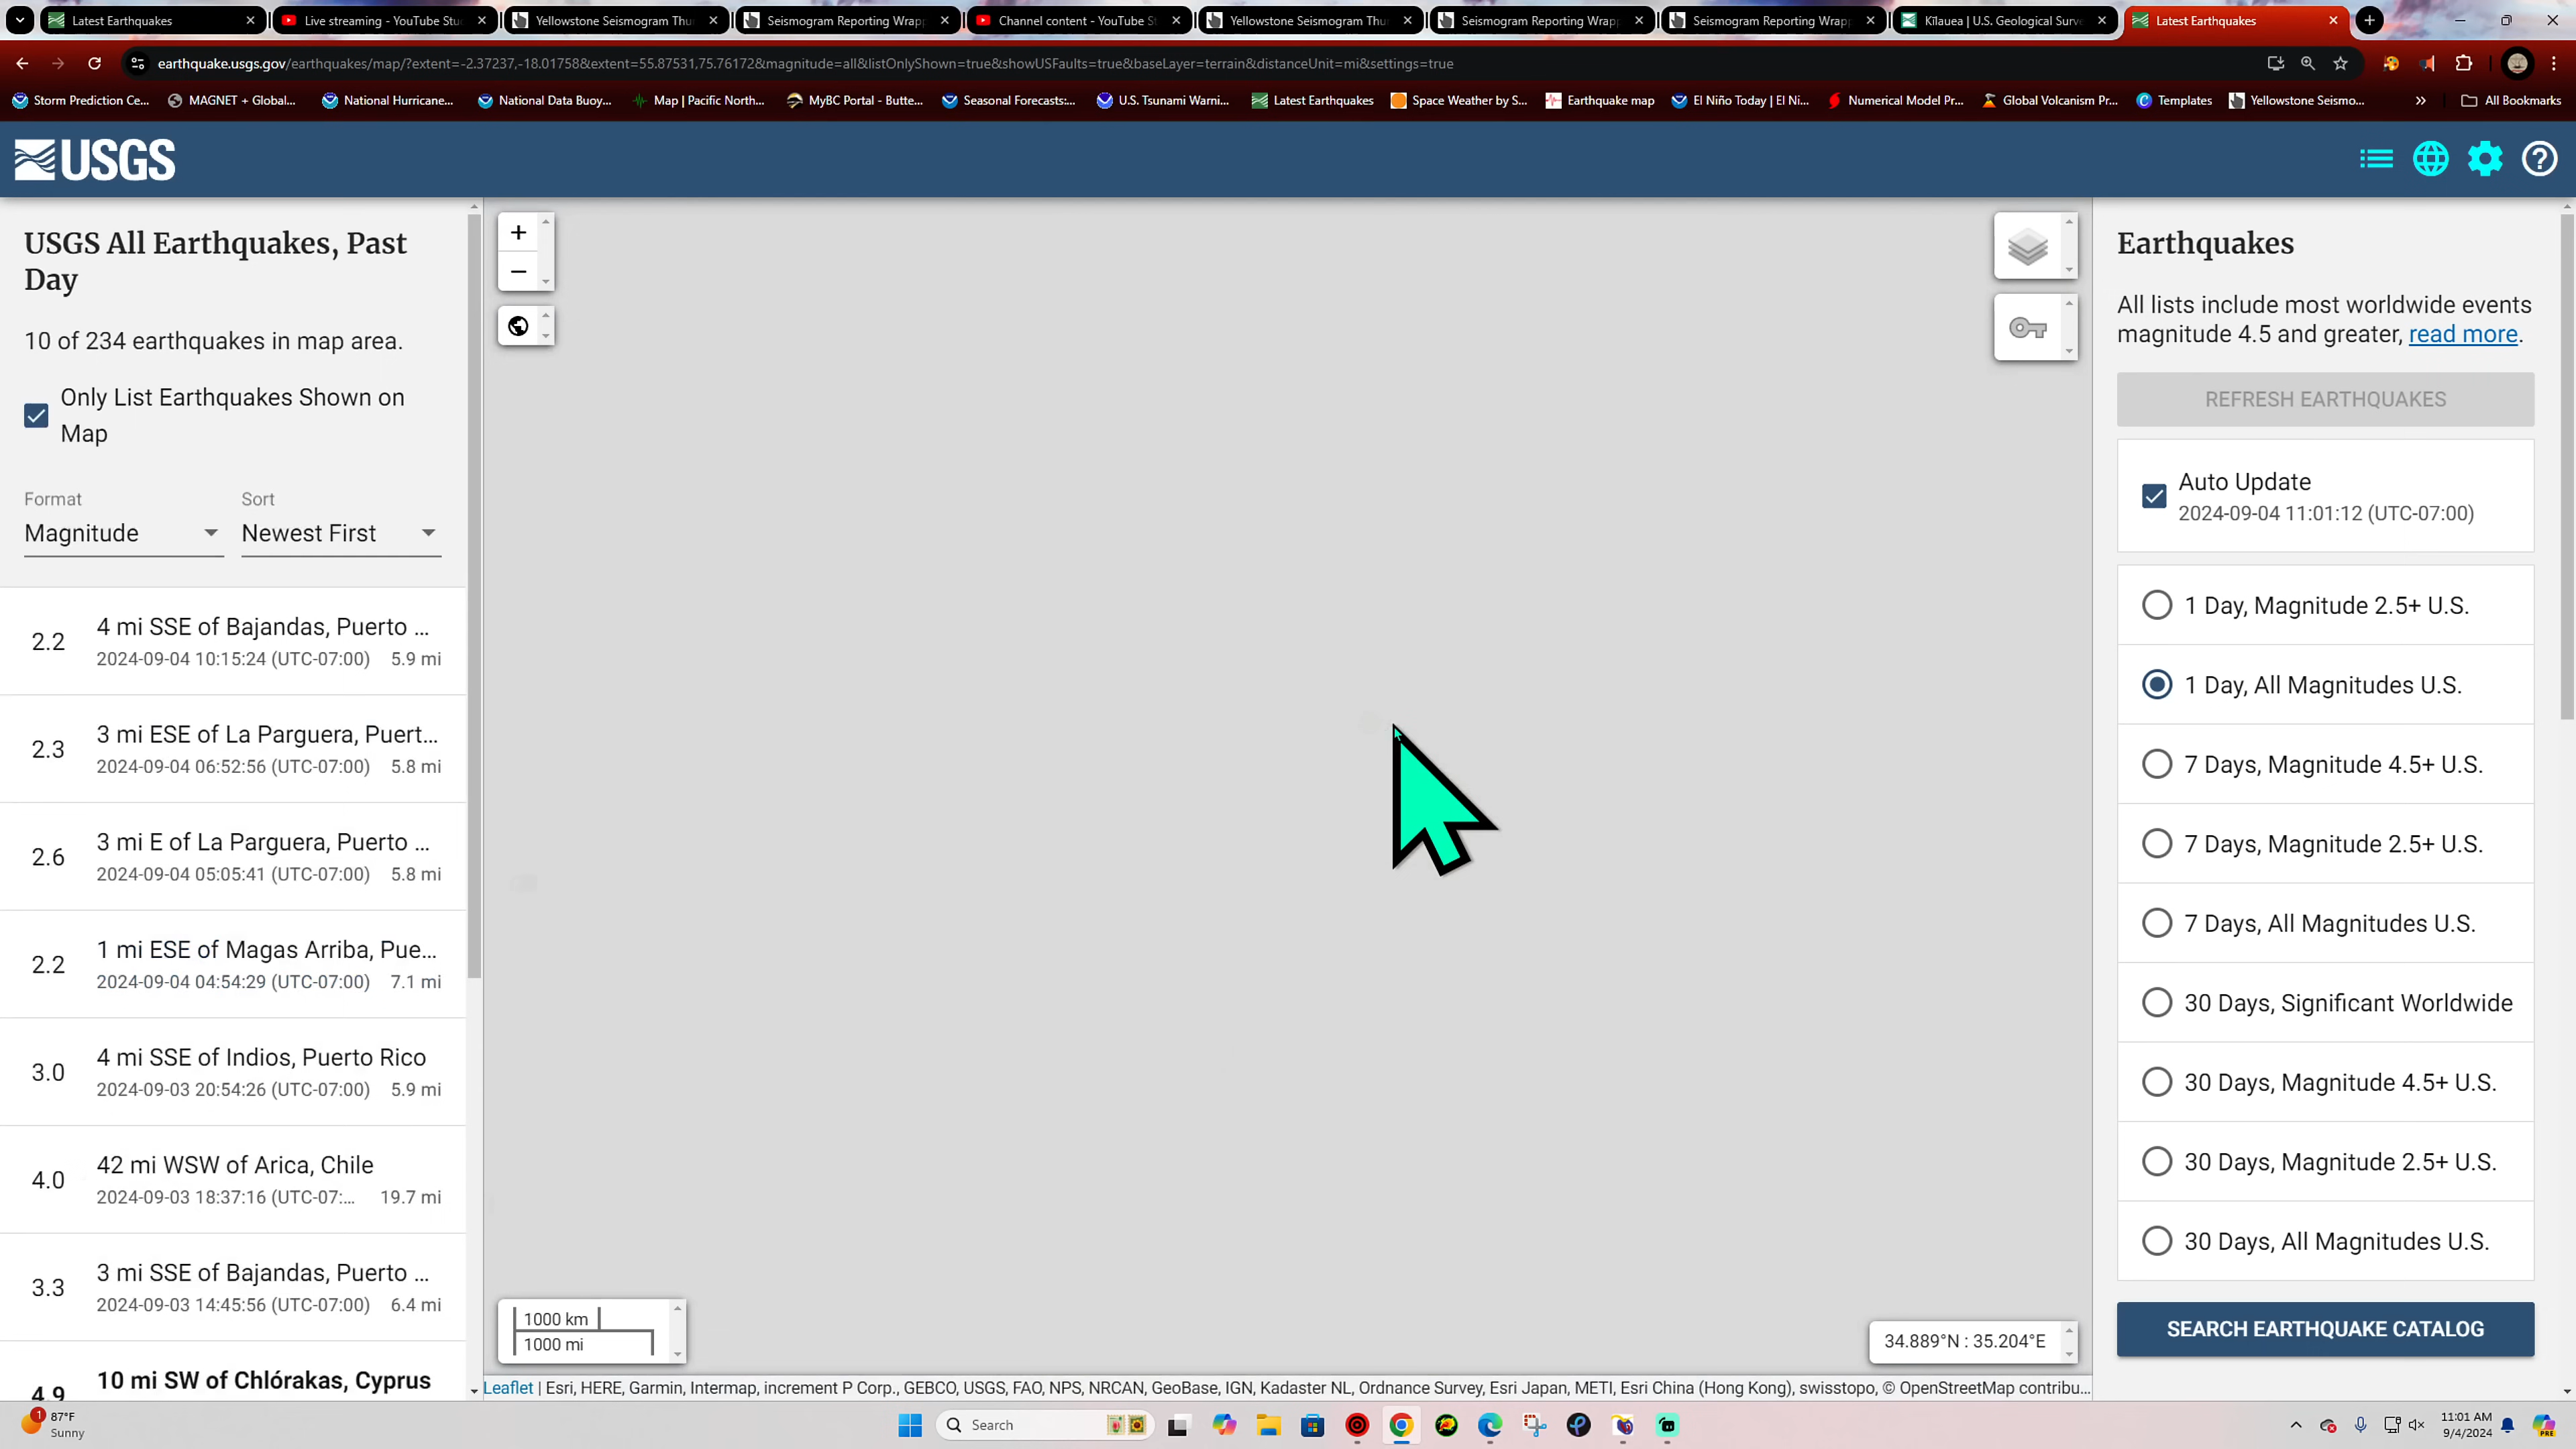 Latest Earthquakes
Live streaming - YouTube Stu
Yellowstone Seismogram Thu
Seismogram Reporting Wrapp
Channel content - YouTube St
Yellowstone Seismogram Thu
Seismogram Reporting Wrapp
Seismogram Reporting Wrapp
Kīlauea | U.S. Geological Surve
Latest Earthquakes
earthquake.usgs.gov/earthquakes/map/?extent=-2.37237,-18.01758&extent=55.87531,75.76172&magnitude=all&listOnlyShown=true&showUSFaults=true&baseLayer=terrain&distanceUnit=mi&settings=true
Storm Prediction Ce...
MAGNET + Global...
National Hurricane...
National Data Buoy...
Map | Pacific North...
MyBC Portal - Butte...
Seasonal Forecasts:...
U.S. Tsunami Warni...
Latest Earthquakes
Space Weather by S...
Earthquake map
El Niño Today | El Ni...
Numerical Model Pr...
Global Volcanism Pr...
Templates
Yellowstone Seismo...
All Bookmarks
USGS
USGS All Earthquakes, Past
Day
10 of 234 earthquakes in map area.
Only List Earthquakes Shown on
Map
Format
Sort
Magnitude
Newest First
2.2
4 mi SSE of Bajandas, Puerto ...
2024-09-04 10:15:24 (UTC-07:00) 5.9 mi
2.3
3 mi ESE of La Parguera, Puert...
2024-09-04 06:52:56 (UTC-07:00) 5.8 mi
2.6
3 mi E of La Parguera, Puerto ...
2024-09-04 05:05:41 (UTC-07:00) 5.8 mi
2.2
1 mi ESE of Magas Arriba, Pue...
2024-09-04 04:54:29 (UTC-07:00) 7.1 mi
3.0
4 mi SSE of Indios, Puerto Rico
2024-09-03 20:54:26 (UTC-07:00) 5.9 mi
4.0
42 mi WSW of Arica, Chile
2024-09-03 18:37:16 (UTC-07:... 19.7 mi
3.3
3 mi SSE of Bajandas, Puerto ...
2024-09-03 14:45:56 (UTC-07:00) 6.4 mi
4.9
10 mi SW of Chlórakas, Cyprus
+
−
1000 km
1000 mi
34.889°N : 35.204°E
Leaflet | Esri, HERE, Garmin, Intermap, increment P Corp., GEBCO, USGS, FAO, NPS, NRCAN, GeoBase, IGN, Kadaster NL, Ordnance Survey, Esri Japan, METI, Esri China (Hong Kong), swisstopo, © OpenStreetMap contribu...
Earthquakes
All lists include most worldwide events
magnitude 4.5 and greater, read more.
REFRESH EARTHQUAKES
Auto Update
2024-09-04 11:01:12 (UTC-07:00)
1 Day, Magnitude 2.5+ U.S.
1 Day, All Magnitudes U.S.
7 Days, Magnitude 4.5+ U.S.
7 Days, Magnitude 2.5+ U.S.
7 Days, All Magnitudes U.S.
30 Days, Significant Worldwide
30 Days, Magnitude 4.5+ U.S.
30 Days, Magnitude 2.5+ U.S.
30 Days, All Magnitudes U.S.
SEARCH EARTHQUAKE CATALOG
1
87°F
Sunny
Search
11:01 AM
9/4/2024
PRE